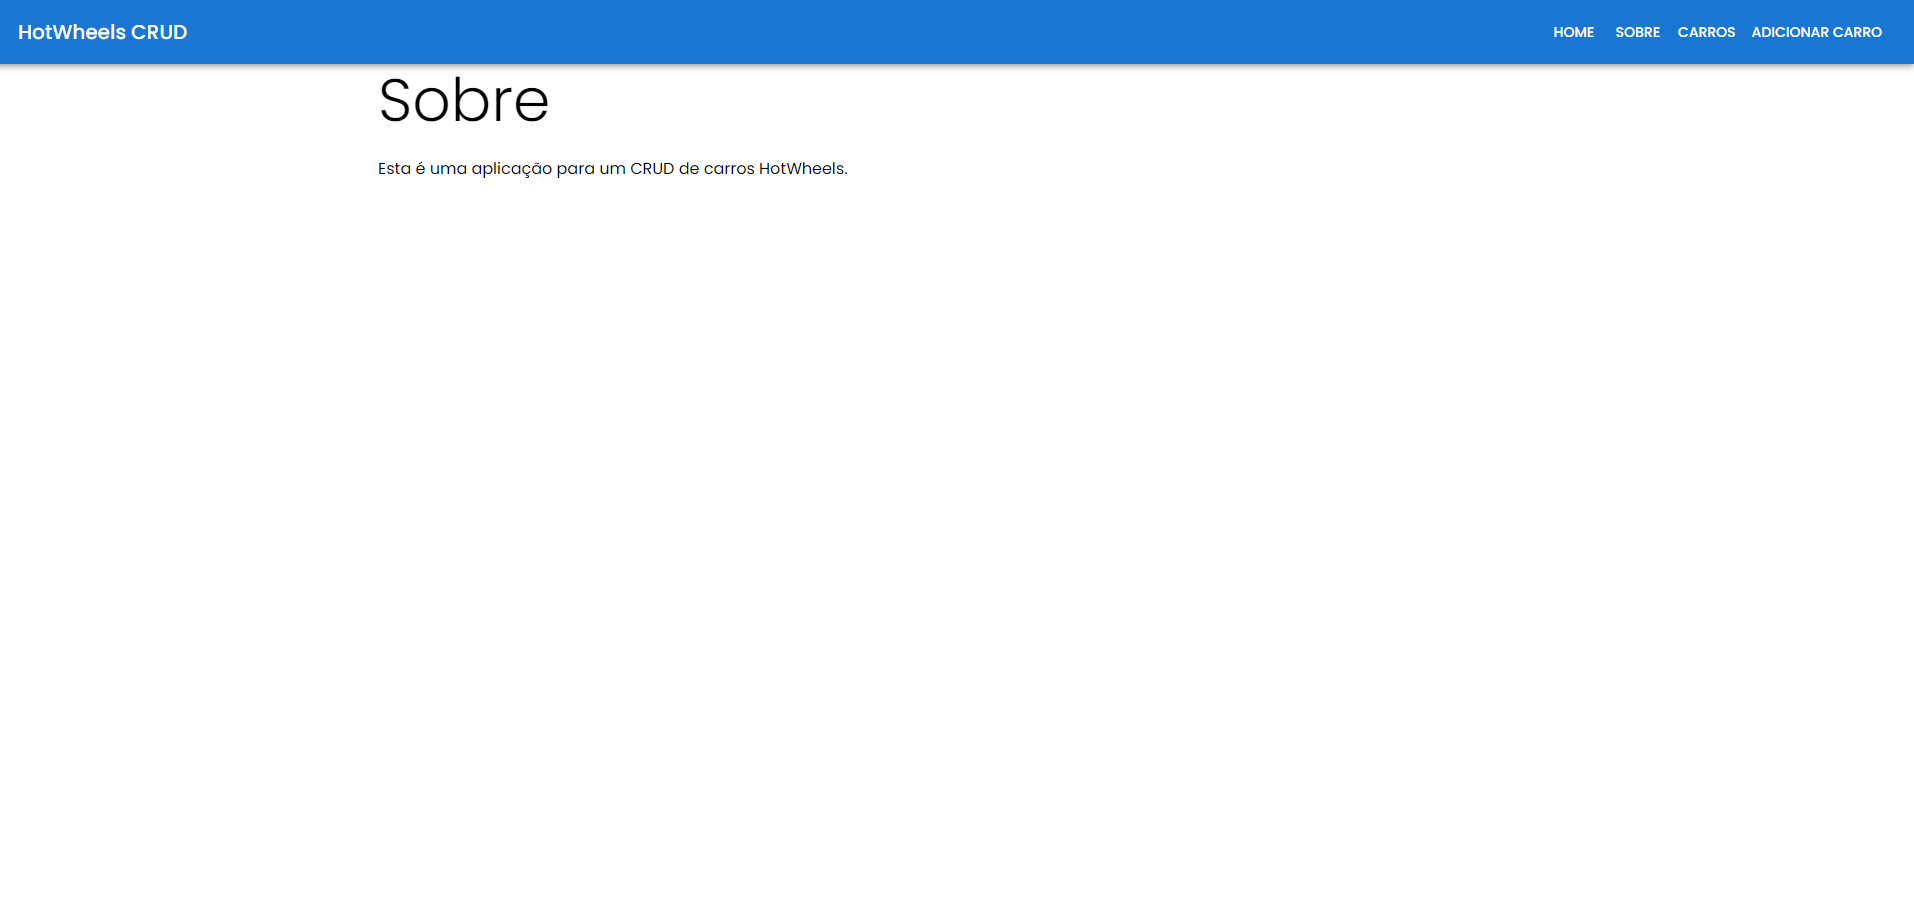 HotWheels CRUD
HOME SOBRE CARROS ADICIONAR CARRO
Sobre
Esta é uma aplicação para um CRUD de carros HotWheels.